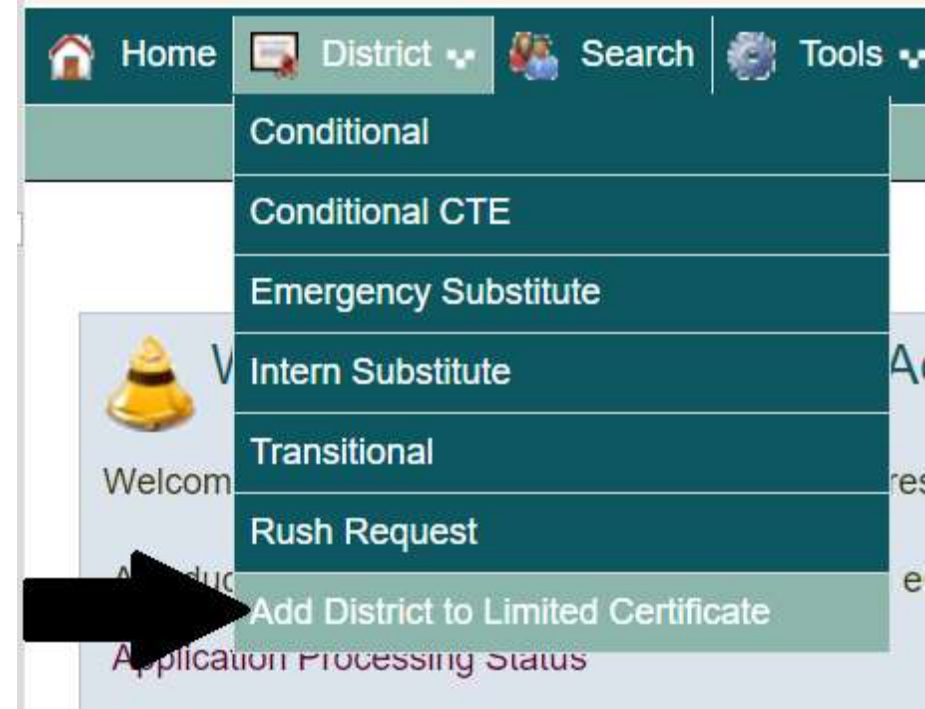 Home District Search Tools
Conditional
Conditional CTE
Emergency Substitute
Intern Substitute
Transitional
Rush Request
Add District to Limited Certificate
Application Processing Status